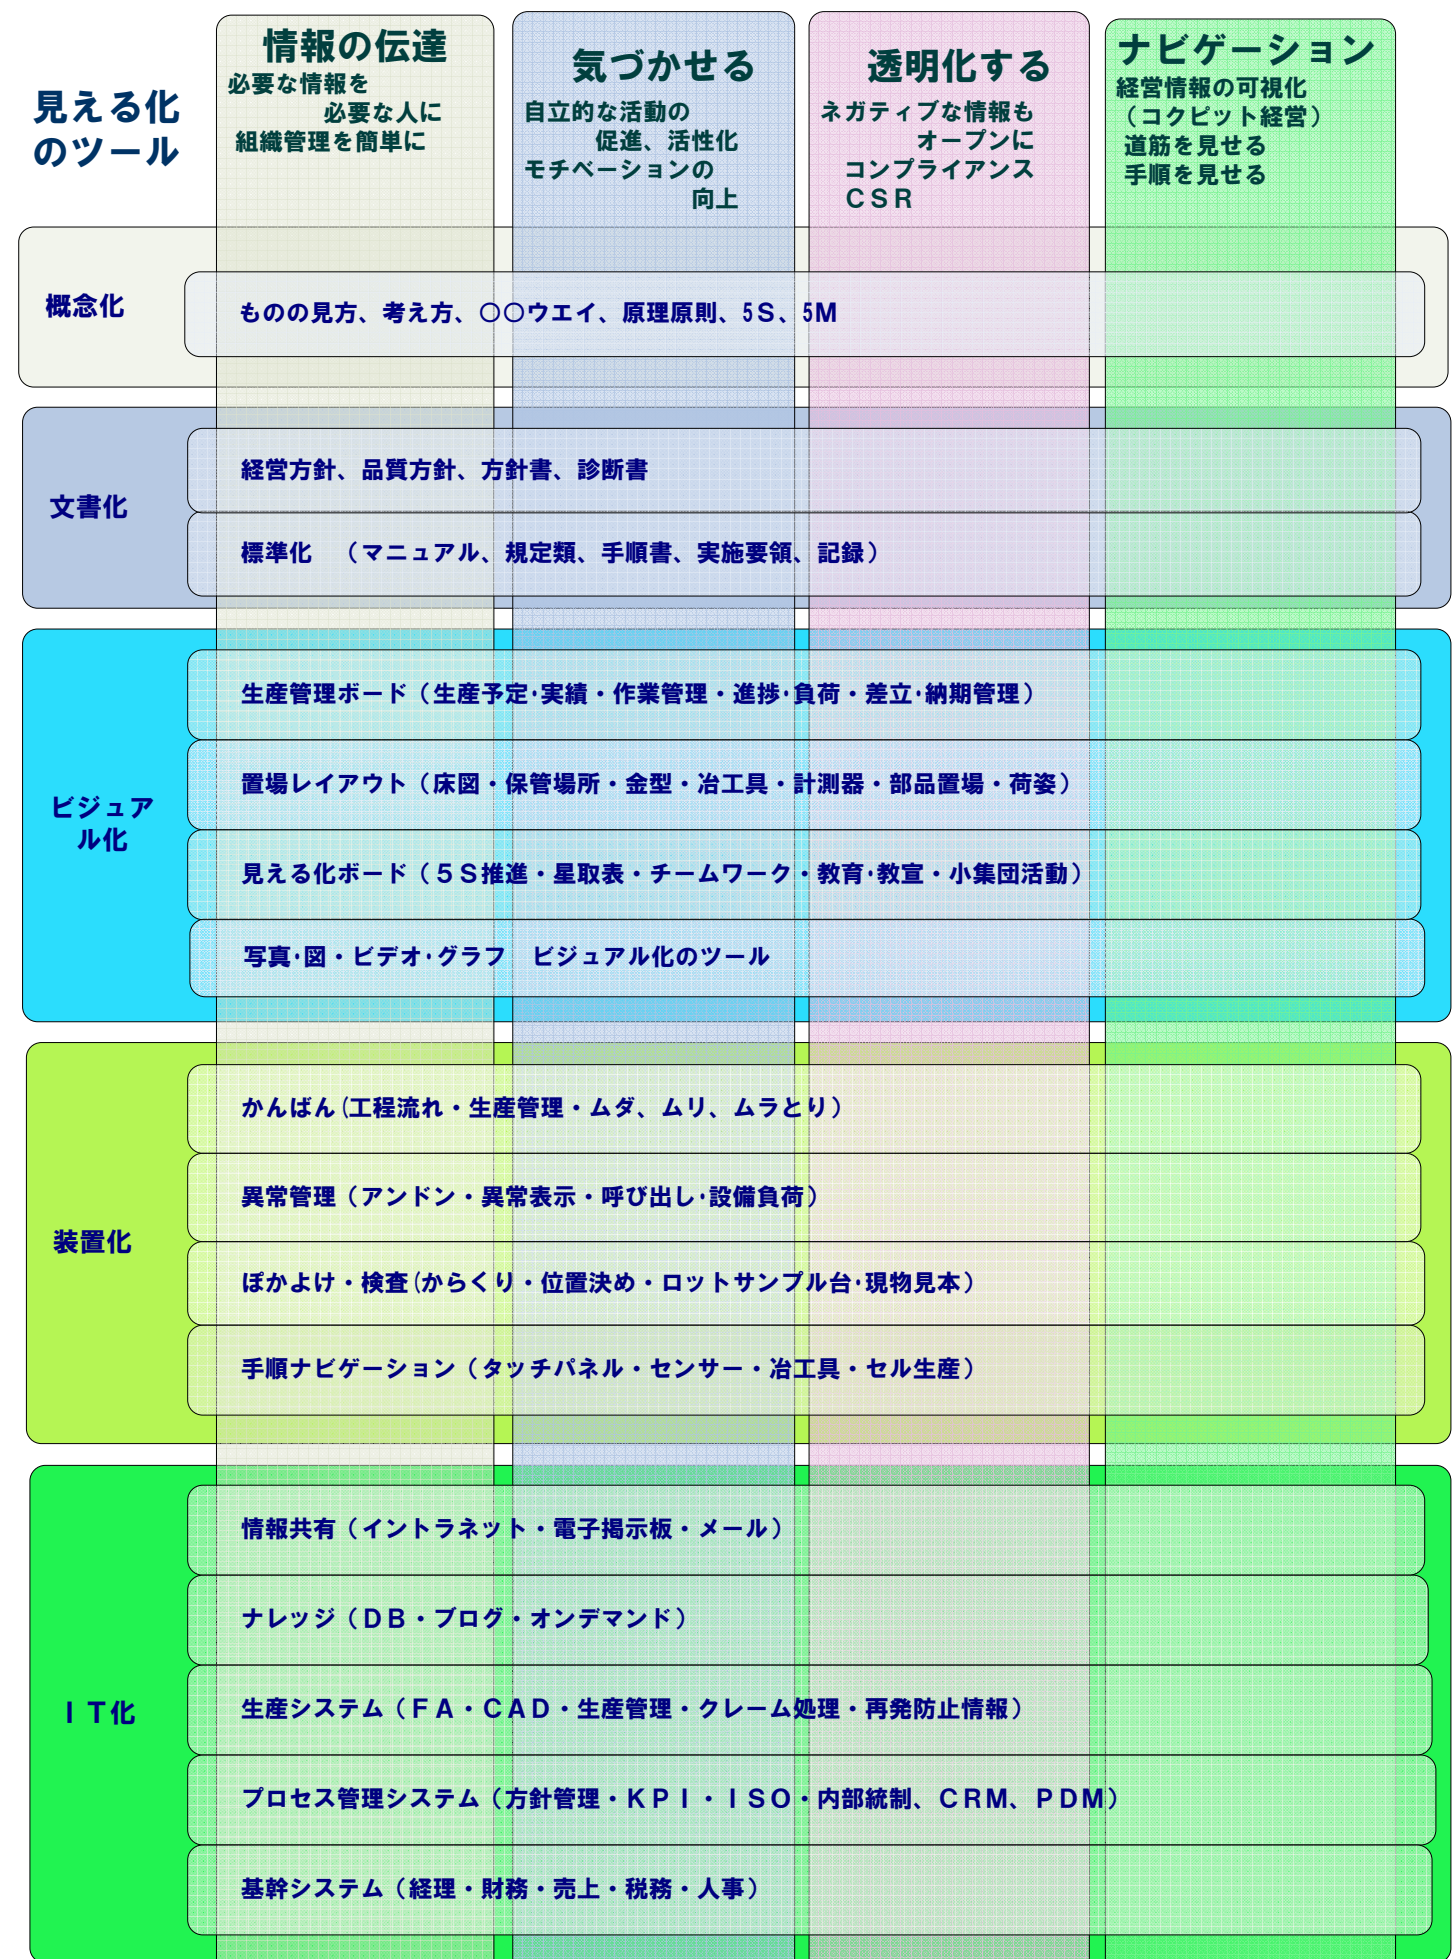 見える化
のツール
情報の伝達
必要な情報を
必要な人に
組織管理を簡単に
気づかせる
自立的な活動の
促進、活性化
モチベーションの
向上
透明化する
ネガティブな情報も
オープンに
コンプライアンス
ＣＳＲ
ナビゲーション
経営情報の可視化
（コクピット経営）
道筋を見せる
手順を見せる
概念化
ものの見方、考え方、○○ウエイ、原理原則、5Ｓ、5Ｍ
文書化
経営方針、品質方針、方針書、診断書
標準化　（マニュアル、規定類、手順書、実施要領、記録）
ビジュア
ル化
生産管理ボード（生産予定･実績・作業管理・進捗･負荷・差立･納期管理）
置場レイアウト（床図・保管場所・金型・冶工具・計測器・部品置場・荷姿）
見える化ボード（５Ｓ推進・星取表・チームワーク・教育･教宣・小集団活動）
写真･図・ビデオ･グラフ　ビジュアル化のツール
装置化
かんばん(工程流れ・生産管理・ムダ、ムリ、ムラとり）
異常管理（アンドン・異常表示・呼び出し･設備負荷）
ぽかよけ・検査(からくり・位置決め・ロットサンプル台･現物見本）
手順ナビゲーション（タッチパネル・センサー・冶工具・セル生産）
ＩＴ化
情報共有（イントラネット・電子掲示板・メール）
ナレッジ（ＤＢ・ブログ・オンデマンド）
生産システム（ＦＡ・ＣＡＤ・生産管理・クレーム処理・再発防止情報）
プロセス管理システム（方針管理・ＫＰＩ・ＩＳＯ・内部統制、ＣＲＭ、ＰＤＭ）
基幹システム（経理・財務・売上・税務・人事）